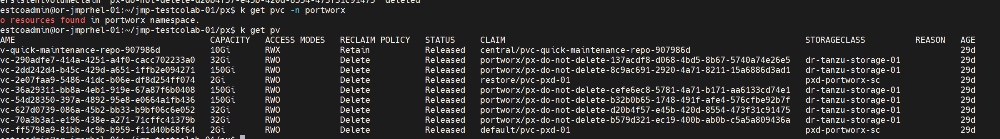 ersistentvolumeclaim "px-do-not-delete-d20b4f57-e45b-420d-8554-473f31c91475" deleted
estcoadmin@or-jmprhel-01:~/jmp-testcolab-01/px$ k get pvc -n portworx
o resources found in portworx namespace.
estcoadmin@or-jmprhel-01:~/jmp-testcolab-01/px$ k get pv
AME CAPACITY ACCESS MODES RECLAIM POLICY STATUS CLAIM STORAGECLASS REASON AGE
v-quick-maintenance-repo-907986d 10Gi RWX Retain Released central/pvc-quick-maintenance-repo-907986d 29d
vc-290adfe7-414a-4251-a4f0-cacc702233a0 32Gi RWO Delete Released portworx/px-do-not-delete-137acdf8-d068-4bd5-8b67-5740a74e26e5 dr-tanzu-storage-01 29d
vc-2dd242d4-b45c-429d-a651-1ffb2e094271 150Gi RWO Delete Released portworx/px-do-not-delete-8c9ac691-2920-4a71-8211-15a6886d3ad1 dr-tanzu-storage-01 29d
vc-2e07faa9-5486-41dc-b06e-df8d254ff074 2Gi RWO Delete Released restore/pvc-pxd-01 pxd-portworx-sc 29d
vc-36a29311-bb8a-4eb1-919e-67a87f6b0408 150Gi RWO Delete Released portworx/px-do-not-delete-cefe6ec8-5781-4a71-b171-aa6133cd74e1 dr-tanzu-storage-01 29d
vc-54d28350-397a-4892-95e8-e0664a1fb436 150Gi RWO Delete Released portworx/px-do-not-delete-b32b0b65-1748-491f-afe4-576cfbe92b7f dr-tanzu-storage-01 29d
vc-627d0739-086a-45b2-bb33-b9bf06c6e052 32Gi RWO Delete Released portworx/px-do-not-delete-d20b4f57-e45b-420d-8554-473f31c91475 dr-tanzu-storage-01 29d
vc-70a3b3a1-e196-438e-a271-71cffc41379b 32Gi RWO Delete Released portworx/px-do-not-delete-b579d321-ec19-400b-ab0b-c5a5a809436a dr-tanzu-storage-01 29d
vc-ff5798a9-81bb-4c9b-b959-f11d40b68f64 2Gi RWO Delete Released default/pvc-pxd-01 pxd-portworx-sc 29d
estcoadmin@or-jmprhel-01:~/jmp-testcolab-01/px$